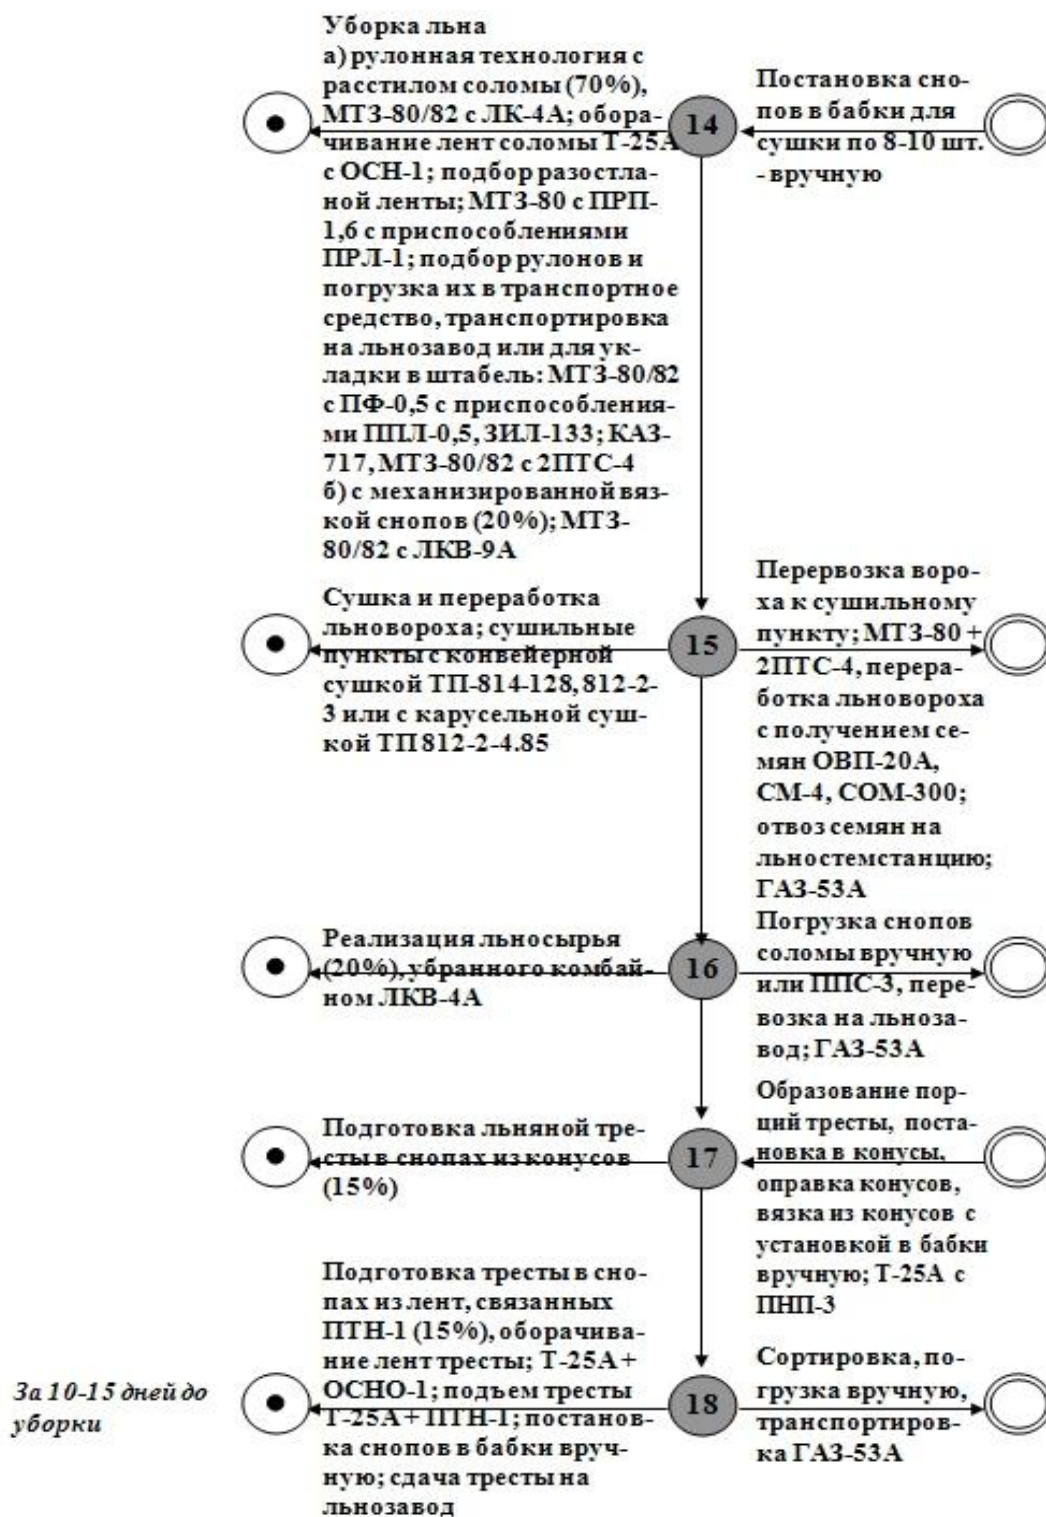 Уборка льна
а) рулонная технология с
расстилом соломы (70%),
МТЗ-80/82 с ЛК-4А; обора-
чивание лент соломы Т-25А
с ОСН-1; подбор разостла-
ной ленты; МТЗ-80 с ПРП-
1,6 с приспособлениями
ПРЛ-1; подбор рулонов и
погрузка их в транспортное
средство, транспортировка
на льнозавод или для ук-
ладки в штабель: МТЗ-80/82
с ПФ-0,5 с приспособления-
ми ППЛ-0,5, ЗИЛ-133; КАЗ-
717, МТЗ-80/82 с 2ПТС-4
б) с механизированной вяз-
кой снопов (20%); МТЗ-
80/82 с ЛКВ-9А
14
Постановка сно-
пов в бабки для
сушки по 8-10 шт.
- вручную
Сушка и переработка
льновороха; сушильные
пункты с конвейерной
сушкой ТП-814-128, 812-2-
3 или с карусельной суш-
кой ТП 812-2-4.85
15
Перервозка воро-
ха к сушильному
пункту; МТЗ-80 +
2ПТС-4, перера-
ботка льновороха
с получением се-
мян ОВП-20А,
СМ-4, СОМ-300;
отвоз семян на
льностемстанцию;
ГАЗ-53А
Реализация льносырья
(20%), убранного комбай-
ном ЛКВ-4А
16
Погрузка снопов
соломы вручную
или ППС-3, пере-
возка на льноза-
вод; ГАЗ-53А
Подготовка льняной тре-
сты в снопах из конусов
(15%)
17
Образование пор-
ций тресты, поста-
новка в конусы,
оправка конусов,
вязка из конусов с
установкой в бабки
вручную; Т-25А с
ПНП-3
За 10-15 дней до
уборки
Подготовка тресты в сно-
пах из лент, связанных
ПТН-1 (15%), оборачива-
ние лент тресты; Т-25А +
ОСНО-1; подъем тресты
Т-25А + ПТН-1; постанов-
ка снопов в бабки вруч-
ную; сдача тресты на
льнозавод
18
Сортировка, по-
грузка вручную,
транспортиров-
ка ГАЗ-53А